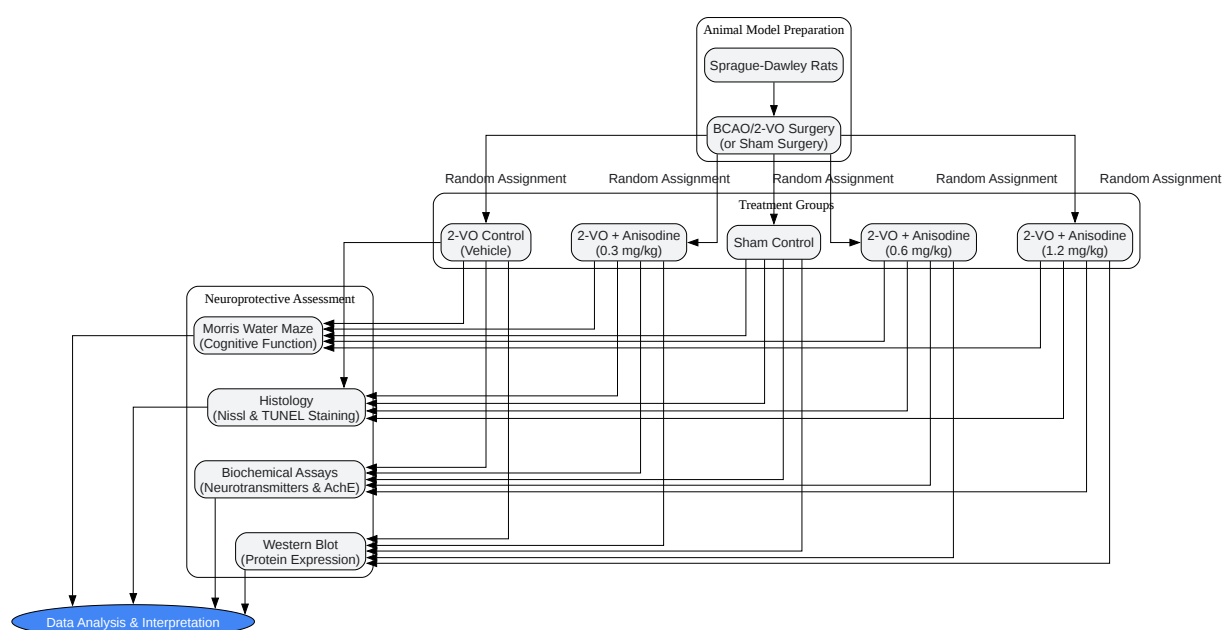 Animal Model Preparation
Sprague-Dawley Rats
BCAO/2-VO Surgery
(or Sham Surgery)
Random Assignment
Random Assignment
Random Assignment
Random Assignment
Random Assignment
Treatment Groups
2-VO Control
(Vehicle)
2-VO + Anisodine
(0.3 mg/kg)
Sham Control
2-VO + Anisodine
(0.6 mg/kg)
2-VO + Anisodine
(1.2 mg/kg)
Neuroprotective Assessment
Morris Water Maze
(Cognitive Function)
Histology
(Nissl & TUNEL Staining)
Biochemical Assays
(Neurotransmitters & AchE)
Western Blot
(Protein Expression)
Data Analysis & Interpretation